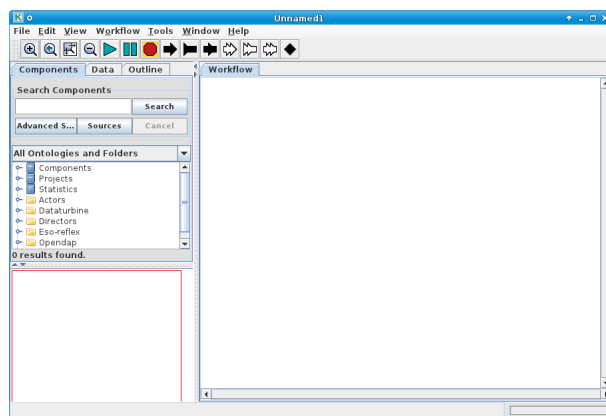 Unnamed1
File Edit View Workflow Tools Window Help
Components Data Outline
Workflow
Search Components
Search
Advanced S... Sources Cancel
All Ontologies and Folders
Components
Projects
Statistics
Actors
Dataturbine
Directors
Eso-reflex
Opendap
0 results found.